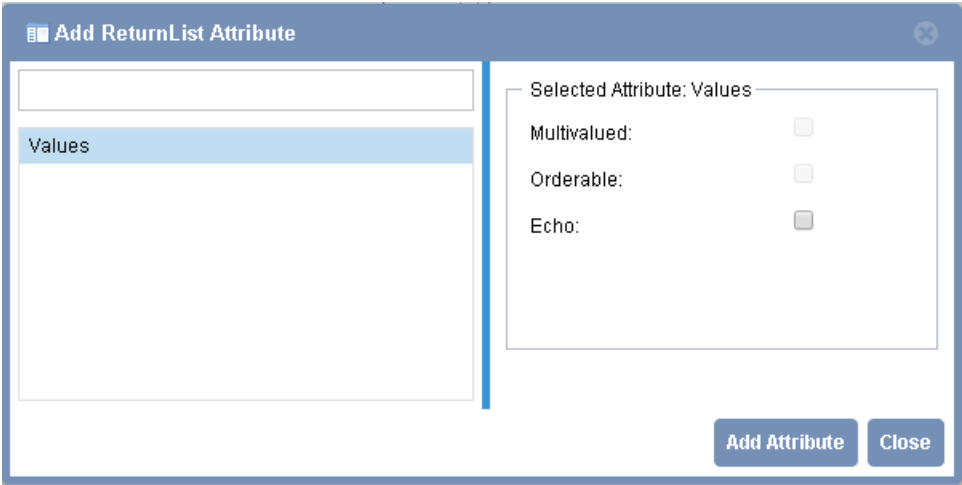 Add ReturnList Attribute
Values
Selected Attribute: Values
Multivalued:
Orderable:
Echo:
Add Attribute
Close